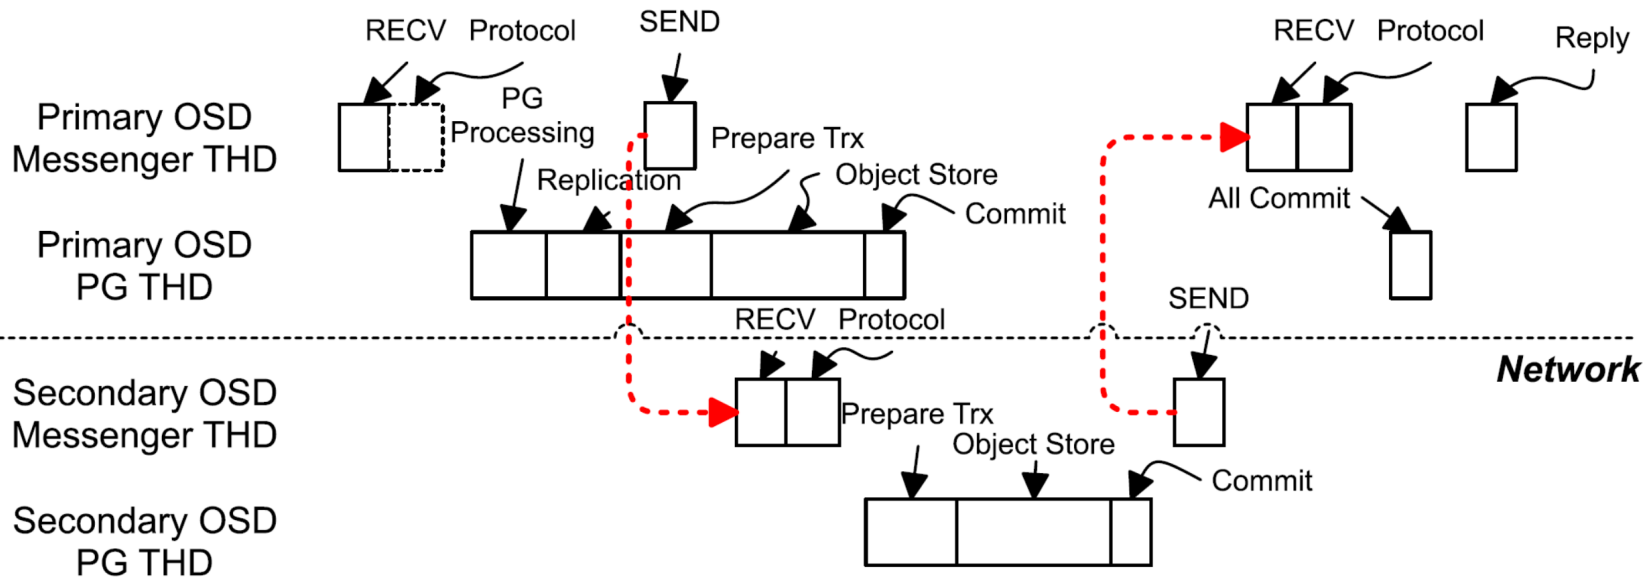 RECV Protocol
SEND
RECV Protocol
Reply
Primary OSD
Messenger THD
PG
Processing
Prepare Trx
Replication
Object Store
Commit
All Commit
Primary OSD
PG THD
SEND
RECV Protocol
Network
Secondary OSD
Messenger THD
Prepare Trx
Object Store
Commit
Secondary OSD
PG THD